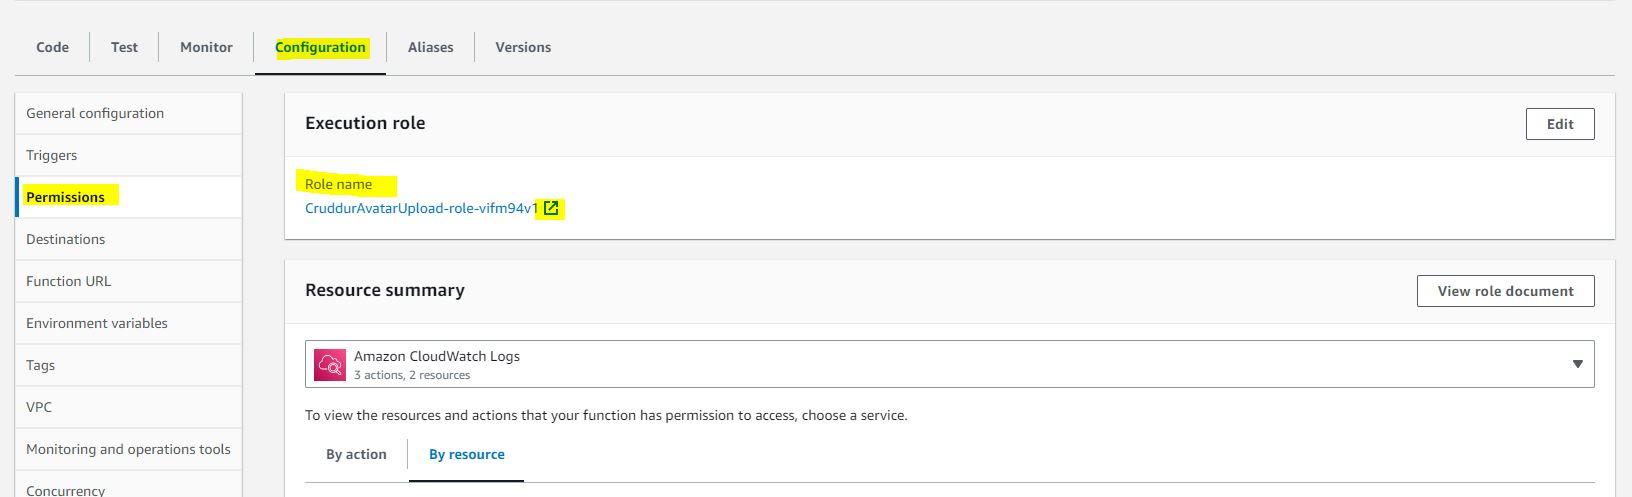 Code
Test
Monitor
Configuration
Aliases
Versions
General configuration
Triggers
Permissions
Destinations
Function URL
Environment variables
Tags
VPC
Monitoring and operations tools
Concurrency
Execution role
Edit
Role name
CruddurAvatarUpload-role-vifm94v1
Resource summary
View role document
Amazon CloudWatch Logs
3 actions, 2 resources
To view the resources and actions that your function has permission to access, choose a service.
By action
By resource